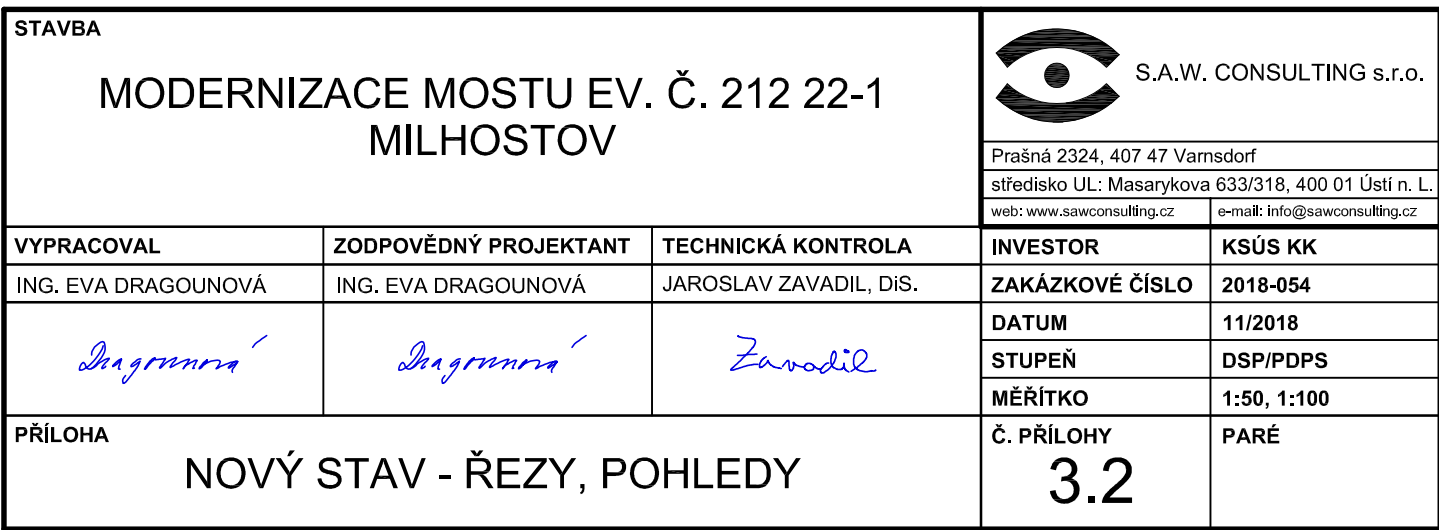 STAVBA
MODERNIZACE MOSTU EV. Č. 212 22-1
MILHOSTOV
S.A.W. CONSULTING s.r.o.
Prašná 2324, 407 47 Varnsdorf
středisko UL: Masarykova 633/318, 400 01 Ústí n. L.
web: www.sawconsulting.cz e-mail: info@sawconsulting.cz
VYPRACOVAL ZODPOVĚDNÝ PROJEKTANT TECHNICKÁ KONTROLA
ING. EVA DRAGOUNOVÁ ING. EVA DRAGOUNOVÁ JAROSLAV ZAVADIL, DiS.
Dragounová Dragounová Zavadil
INVESTOR KSÚS KK
ZAKÁZKOVÉ ČÍSLO 2018-054
DATUM 11/2018
STUPEŇ DSP/PDPS
MĚŘÍTKO 1:50, 1:100
PŘÍLOHA
NOVÝ STAV - ŘEZY, POHLEDY
Č. PŘÍLOHY PARÉ
3.2